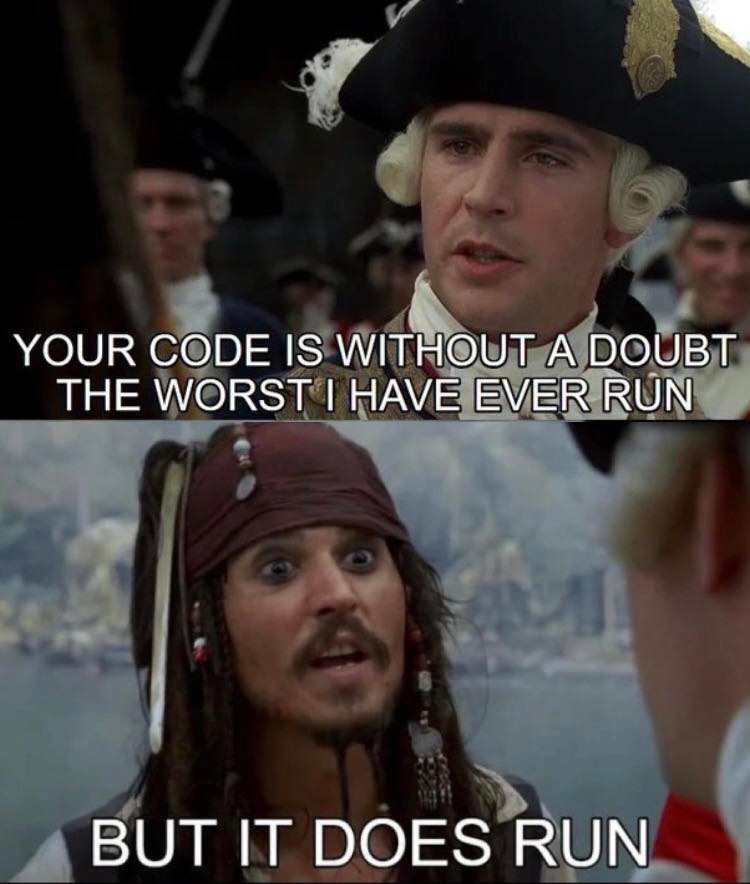 YOUR CODE IS WITHOUT A DOUBT
THE WORST I HAVE EVER RUN
BUT IT DOES RUN